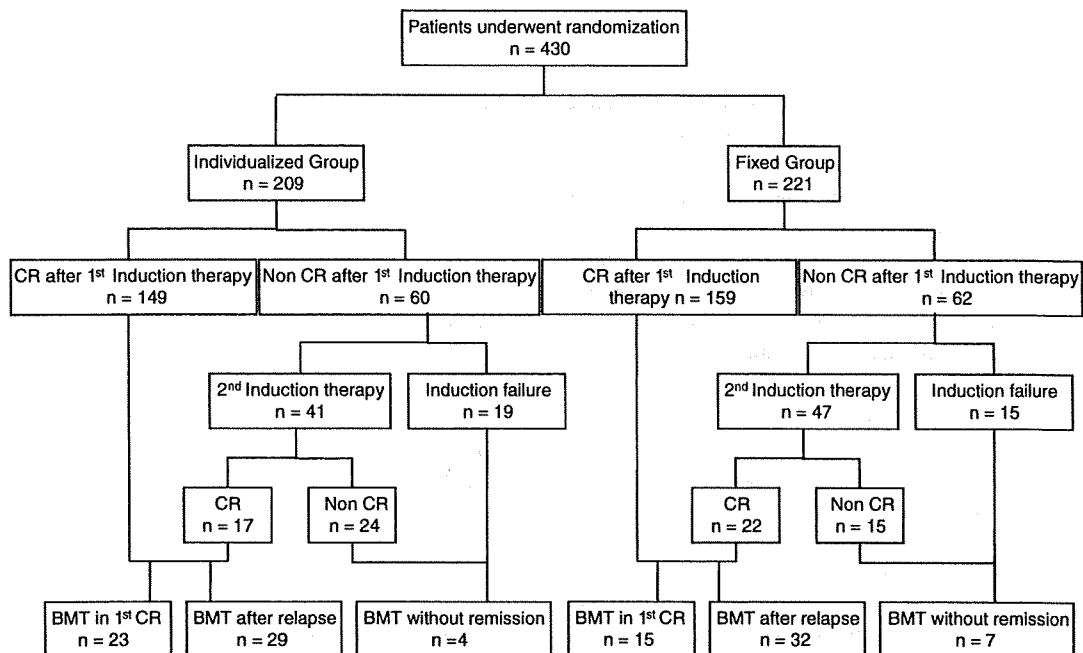 Patients underwent randomization
n = 430
Individualized Group
n = 209
Fixed Group
n = 221
CR after 1st Induction therapy
n = 149
Non CR after 1st Induction therapy
n = 60
CR after 1st Induction
therapy n = 159
Non CR after 1st Induction therapy
n = 62
2nd Induction therapy
n = 41
Induction failure
n = 19
2nd Induction therapy
n = 47
Induction failure
n = 15
CR
n = 17
Non CR
n = 24
CR
n = 22
Non CR
n = 15
BMT in 1st CR
n = 23
BMT after relapse
n = 29
BMT without remission
n =4
BMT in 1st CR
n = 15
BMT after relapse
n = 32
BMT without remission
n = 7